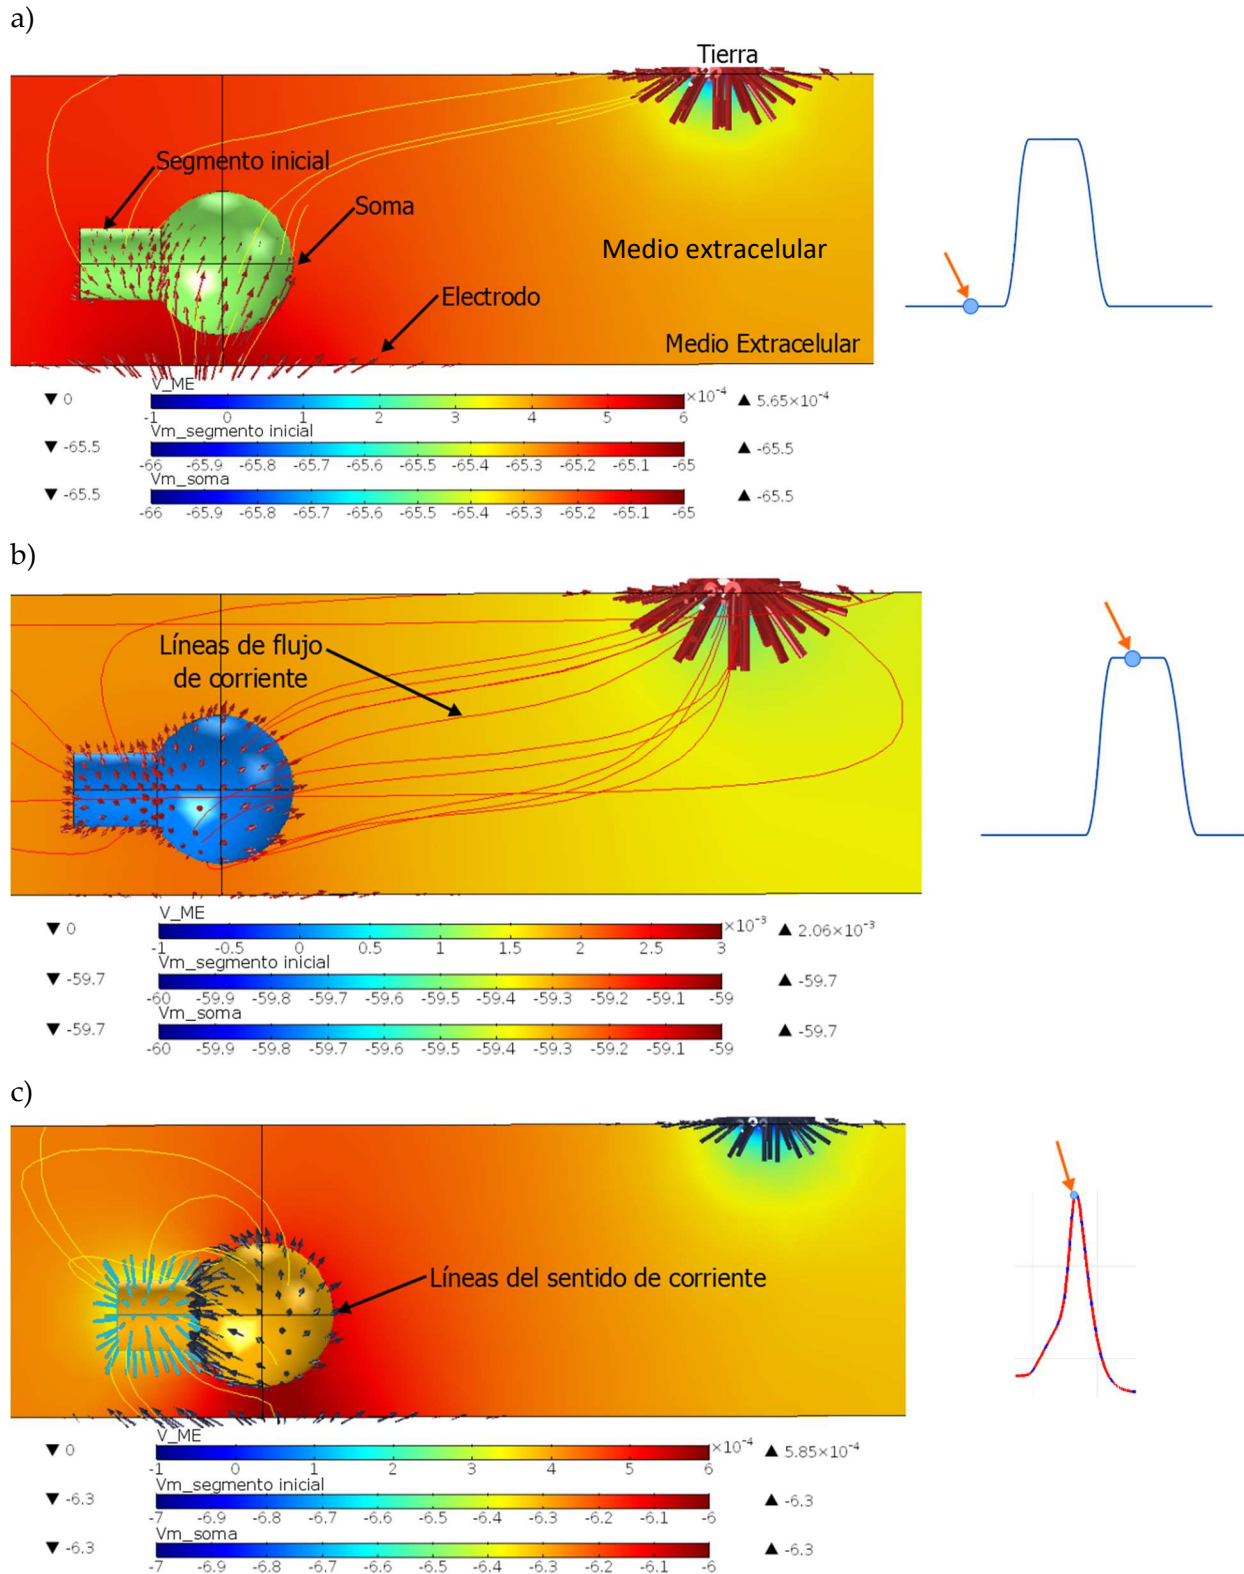 a)
Tierra
Segmento inicial
Soma
Medio extracelular
Electrodo
Medio Extracelular
V_ME
▼ 0
×10⁻⁴
▲ 5.65×10⁻⁴
-1 0 1 2 3 4 5 6
Vm_segmento inicial
▼ -65.5
▲ -65.5
-66 -65.9 -65.8 -65.7 -65.6 -65.5 -65.4 -65.3 -65.2 -65.1 -65
Vm_soma
▼ -65.5
▲ -65.5
-66 -65.9 -65.8 -65.7 -65.6 -65.5 -65.4 -65.3 -65.2 -65.1 -65
b)
Líneas de flujo
de corriente
V_ME
▼ 0
×10⁻³
▲ 2.06×10⁻³
-1 -0.5 0 0.5 1 1.5 2 2.5 3
Vm_segmento inicial
▼ -59.7
▲ -59.7
-60 -59.9 -59.8 -59.7 -59.6 -59.5 -59.4 -59.3 -59.2 -59.1 -59
Vm_soma
▼ -59.7
▲ -59.7
-60 -59.9 -59.8 -59.7 -59.6 -59.5 -59.4 -59.3 -59.2 -59.1 -59
c)
Líneas del sentido de corriente
V_ME
▼ 0
×10⁻⁴
▲ 5.85×10⁻⁴
-1 0 1 2 3 4 5 6
Vm_segmento inicial
▼ -6.3
▲ -6.3
-7 -6.9 -6.8 -6.7 -6.6 -6.5 -6.4 -6.3 -6.2 -6.1 -6
Vm_soma
▼ -6.3
▲ -6.3
-7 -6.9 -6.8 -6.7 -6.6 -6.5 -6.4 -6.3 -6.2 -6.1 -6